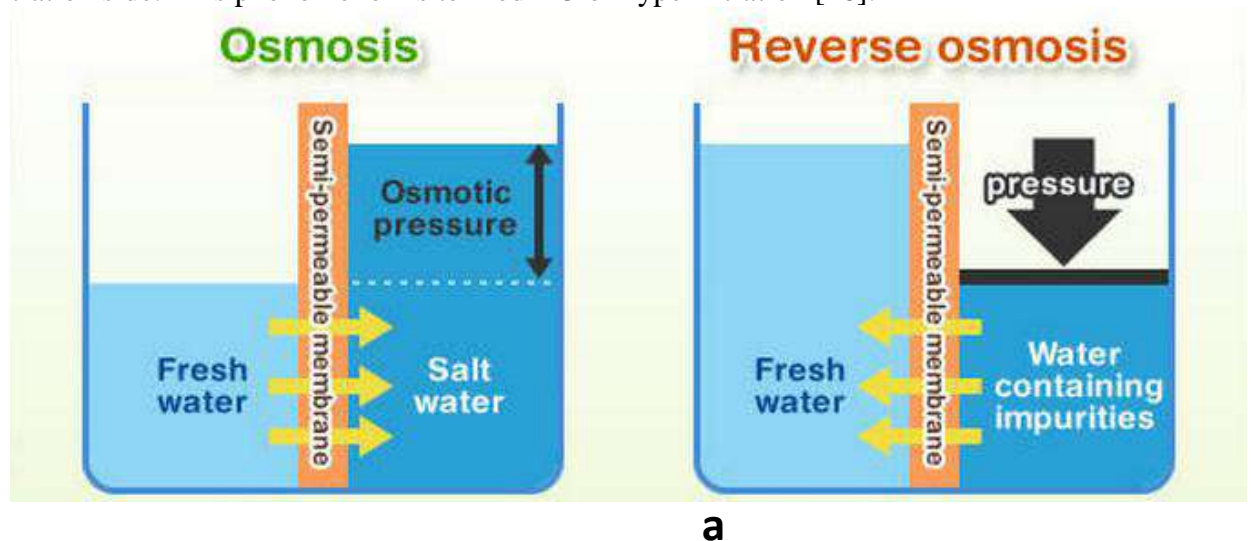 Osmosis
Reverse osmosis
Semi-permeable membrane
Osmotic
pressure
Fresh
water
Salt
water
Semi-permeable membrane
pressure
Fresh
water
Water
containing
impurities
a